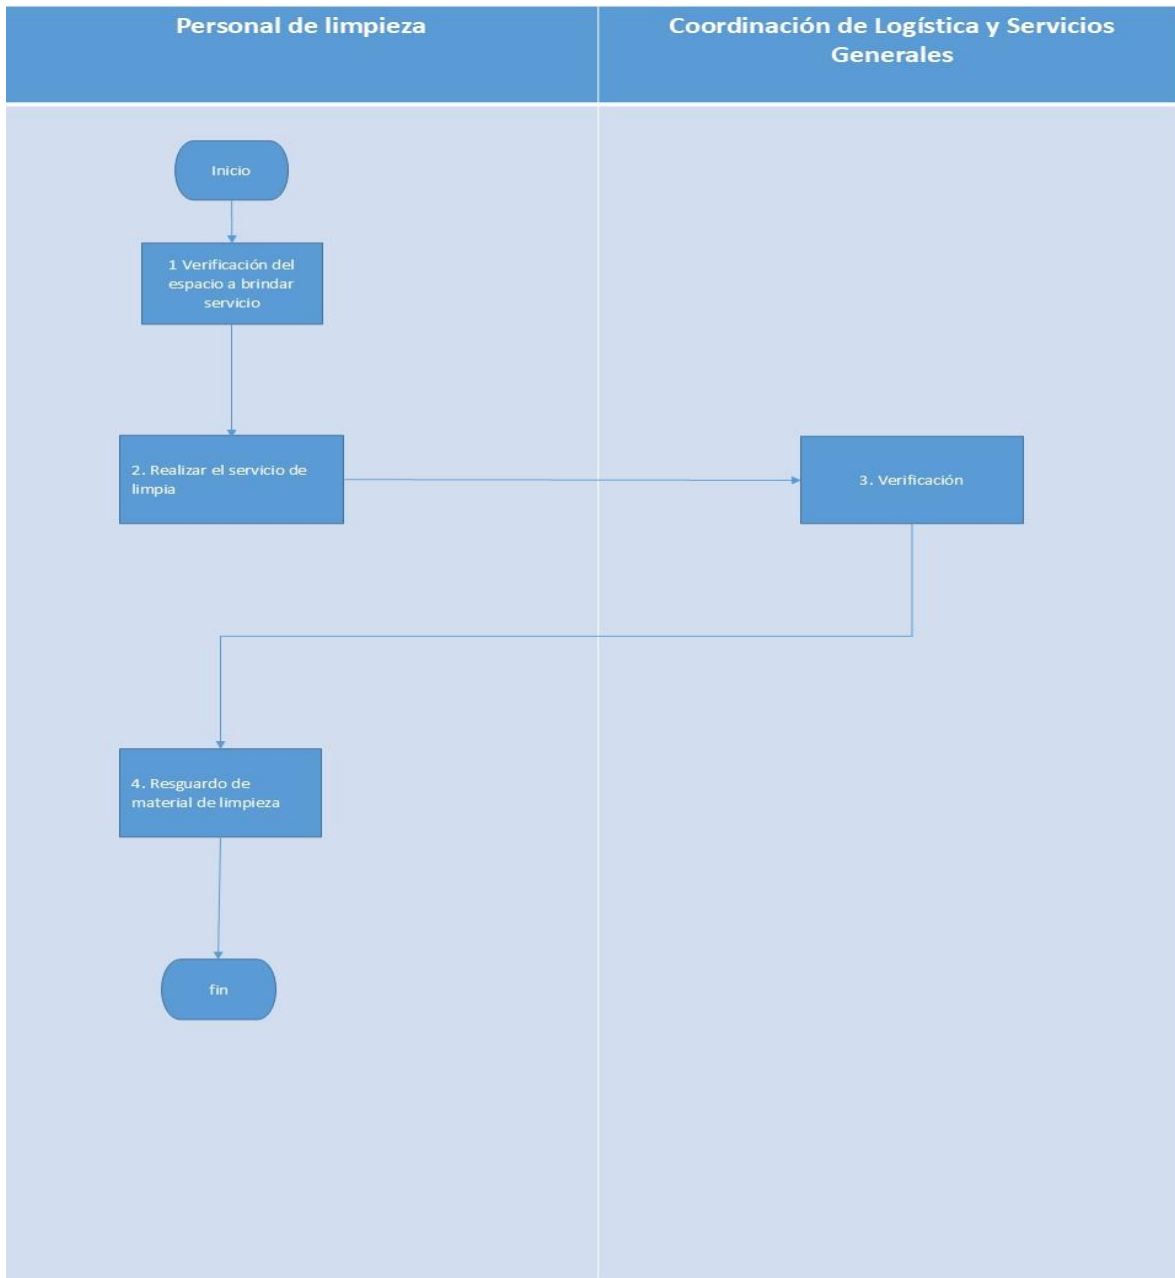 Personal de limpieza
Coordinación de Logística y Servicios
Generales
Inicio
1 Verificación del
espacio a brindar
servicio
2. Realizar el servicio de
limpia
3. Verificación
4. Resguardo de
material de limpieza
fin